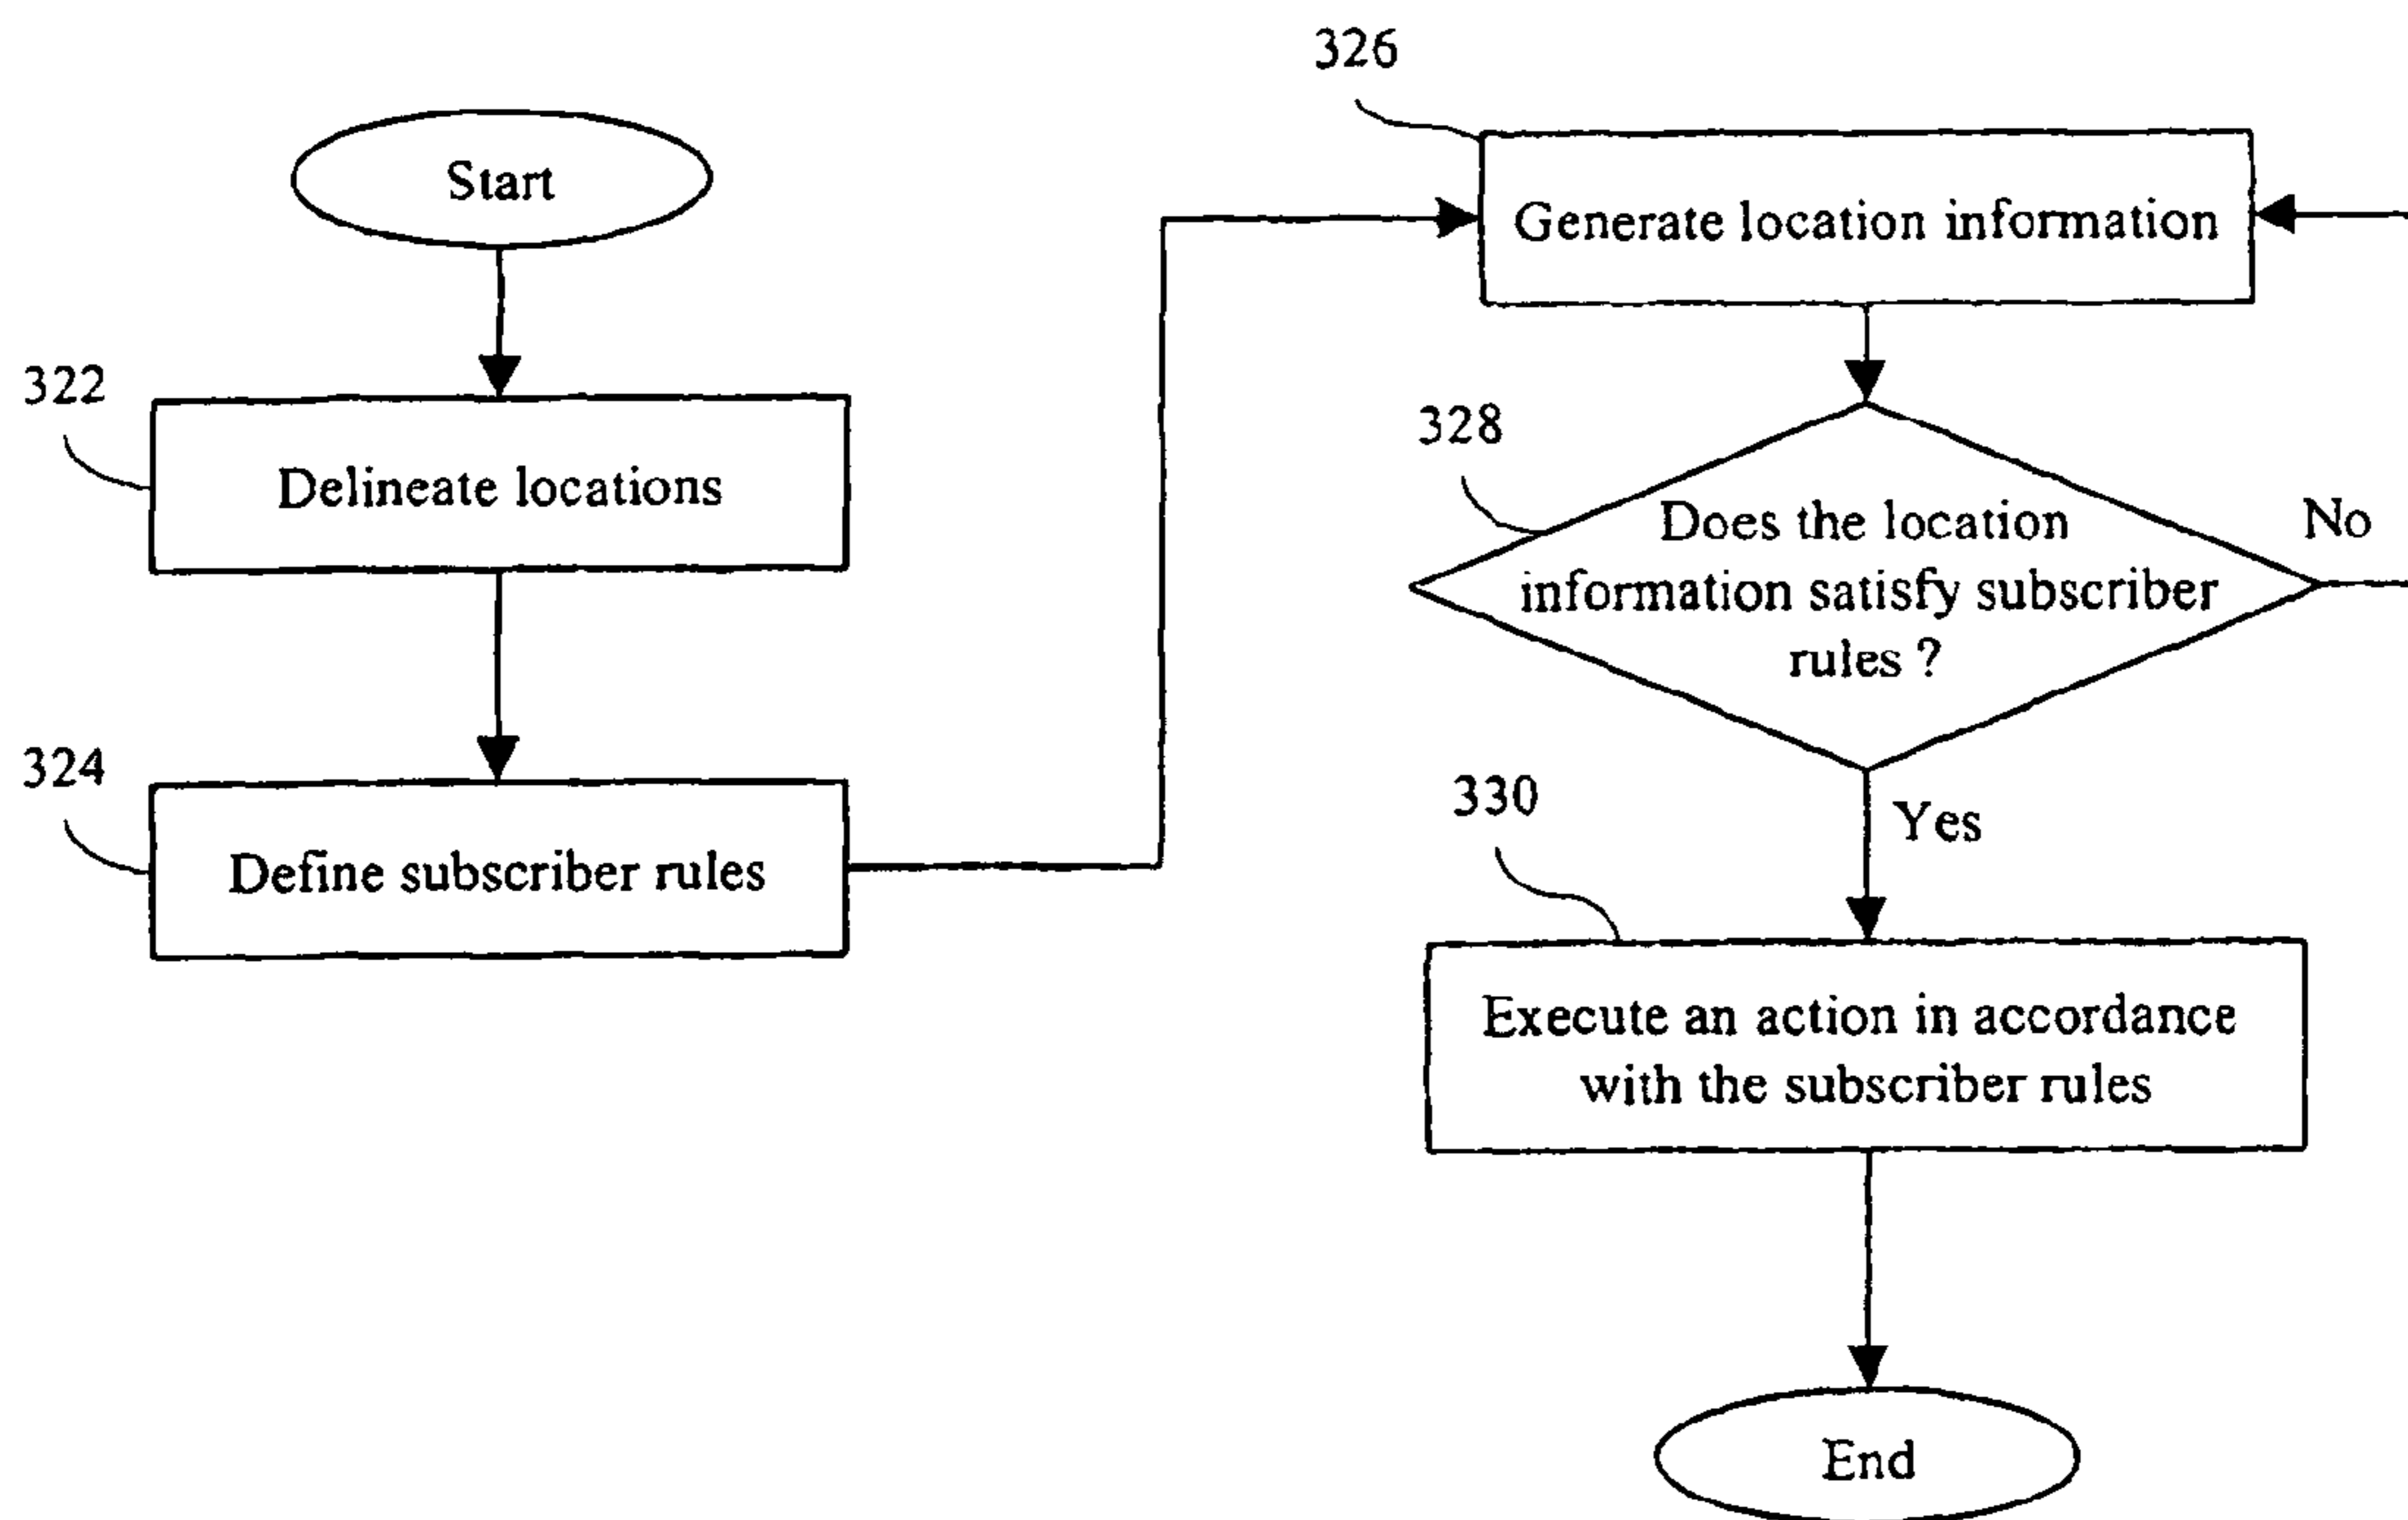 Start
322
Delineate locations
324
Define subscriber rules
326
Generate location information
328
Does the location
information satisfy subscriber
rules ?
No
Yes
330
Execute an action in accordance
with the subscriber rules
End